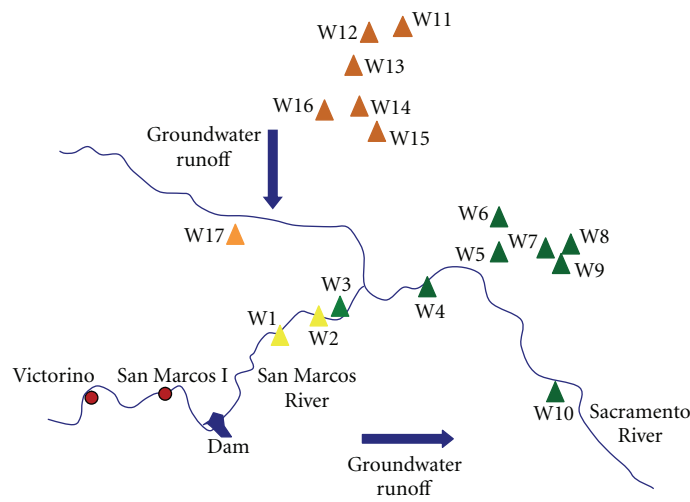 W12
W11
W13
W16
W14
W15
Groundwater
runoff
W17
W6
W7
W8
W5
W9
W3
W4
W1
W2
Victorino
San Marcos I
San Marcos
River
Dam
W10
Sacramento
River
Groundwater
runoff